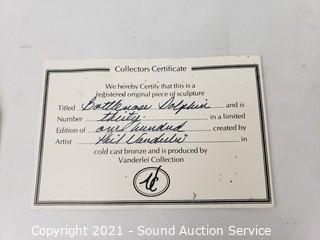 Collectors Certificate
We hereby Certify that this is a
registered original piece of sculpture
Titled Bottlenose Dolphin and is
Number thirty in a limited
Edition of one hundred created by
Artist Vanderlei in
cold cast bronze and is produced by
Vanderlei Collection
Copyright 2021 - Sound Auction Service